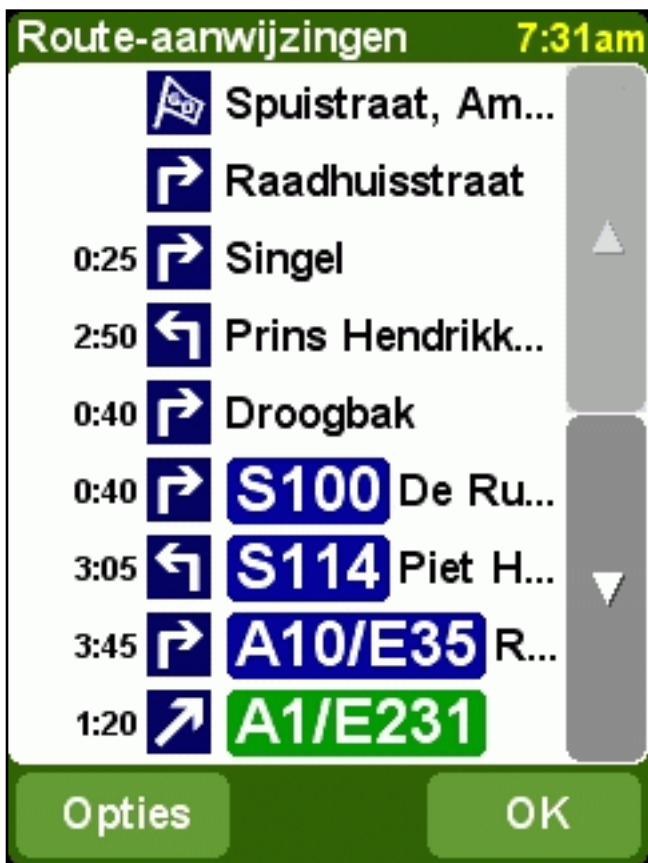 Route-aanwijzingen 7:31am
Spuistraat, Am...
Raadhuisstraat
0:25 Singel
2:50 Prins Hendrikk...
0:40 Droogbak
0:40 S100 De Ru...
3:05 S114 Piet H...
3:45 A10/E35 R...
1:20 A1/E231
Opties OK